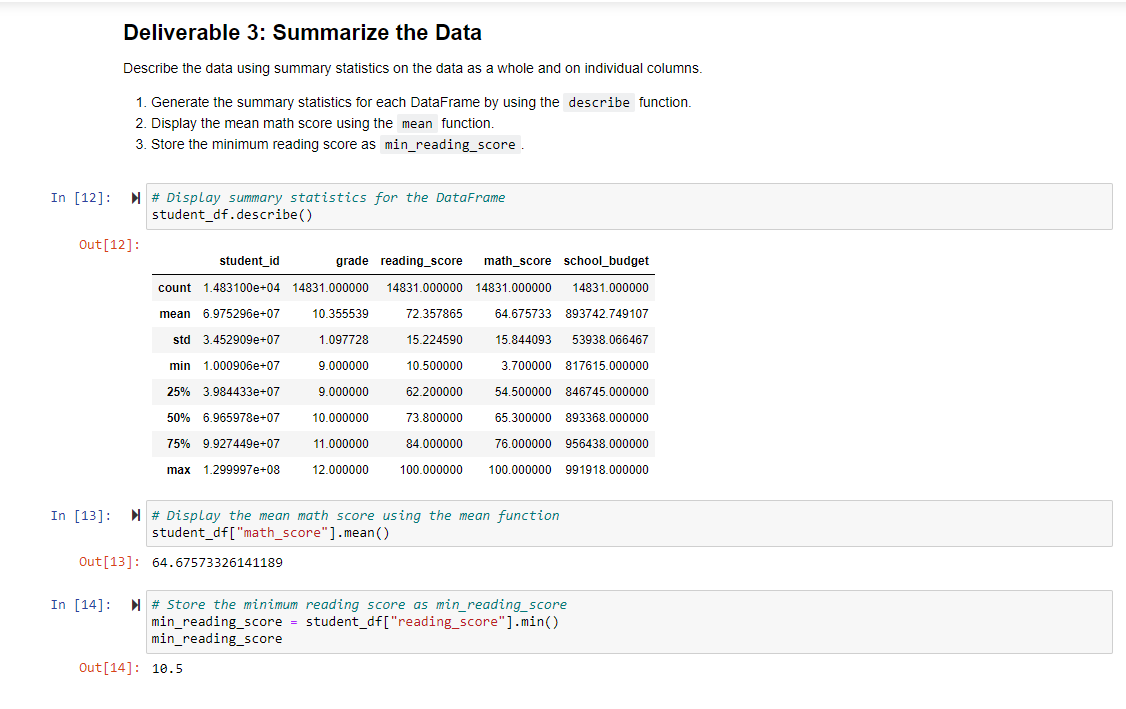 Deliverable 3: Summarize the Data
Describe the data using summary statistics on the data as a whole and on individual columns.
1. Generate the summary statistics for each DataFrame by using the describe function.
2. Display the mean math score using the mean function.
3. Store the minimum reading score as min_reading_score .
In [12]: # Display summary statistics for the DataFrame
student_df.describe()
Out[12]:
student_id grade reading_score math_score school_budget
count 1.483100e+04 14831.000000 14831.000000 14831.000000 14831.000000
mean 6.975296e+07 10.355539 72.357865 64.675733 893742.749107
std 3.452909e+07 1.097728 15.224590 15.844093 53938.066467
min 1.000906e+07 9.000000 10.500000 3.700000 817615.000000
25% 3.984433e+07 9.000000 62.200000 54.500000 846745.000000
50% 6.965978e+07 10.000000 73.800000 65.300000 893368.000000
75% 9.927449e+07 11.000000 84.000000 76.000000 956438.000000
max 1.299997e+08 12.000000 100.000000 100.000000 991918.000000
In [13]: # Display the mean math score using the mean function
student_df["math_score"].mean()
Out[13]: 64.67573326141189
In [14]: # Store the minimum reading score as min_reading_score
min_reading_score = student_df["reading_score"].min()
min_reading_score
Out[14]: 10.5